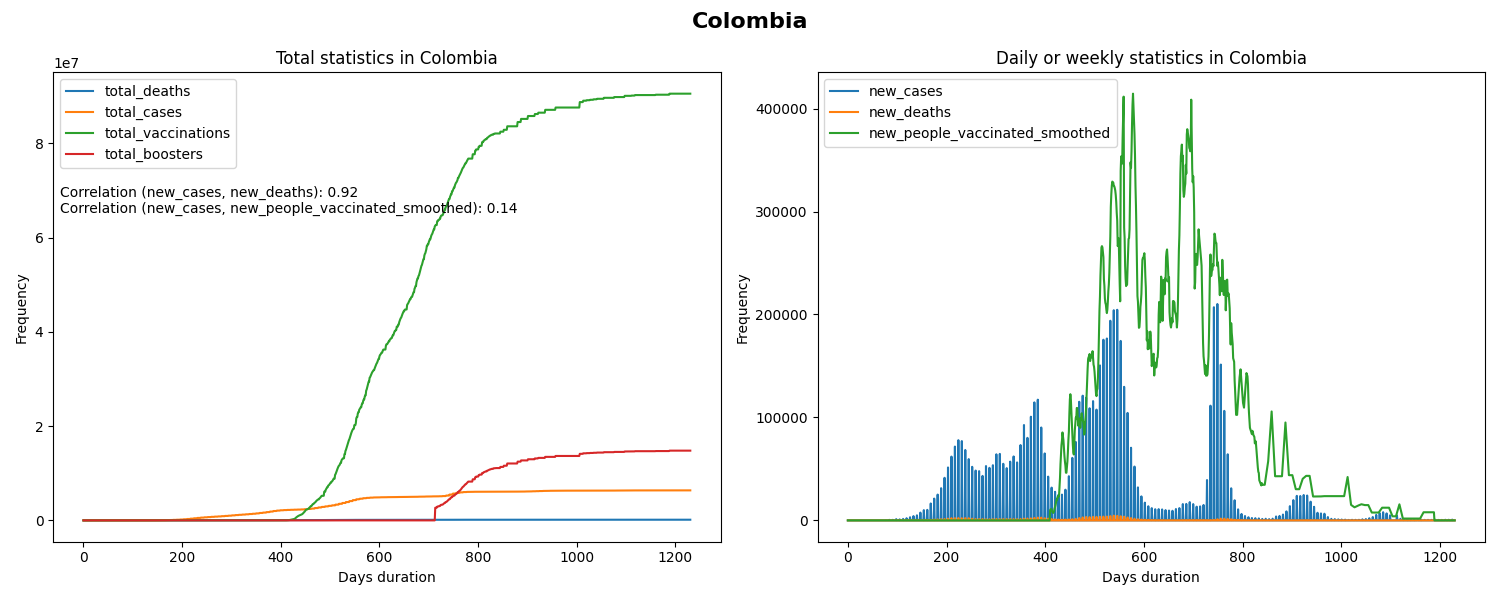 Colombia
Total statistics in Colombia
1e7
total_deaths
total_cases
total_vaccinations
total_boosters
Correlation (new_cases, new_deaths): 0.92
Correlation (new_cases, new_people_vaccinated_smoothed): 0.14
Frequency
8
6
4
2
0
0 200 400 600 800 1000 1200
Days duration
Daily or weekly statistics in Colombia
new_cases
new_deaths
new_people_vaccinated_smoothed
Frequency
400000
300000
200000
100000
0
0 200 400 600 800 1000 1200
Days duration